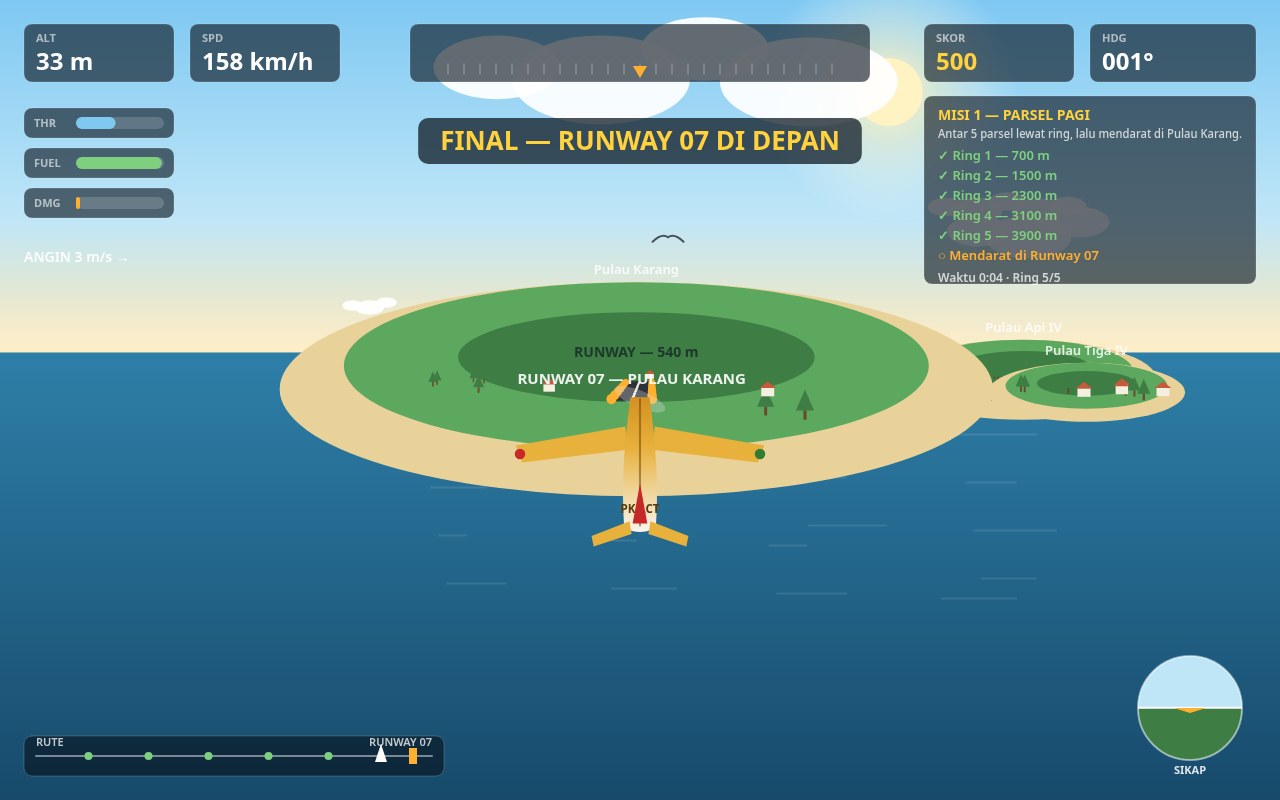 ALT
33 m
SPD
158 km/h
SKOR
500
HDG
001°
THR
FUEL
DMG
ANGIN 3 m/s →
FINAL — RUNWAY 07 DI DEPAN
MISI 1 — PARSEL PAGI
Antar 5 parsel lewat ring, lalu mendarat di Pulau Karang.
✓ Ring 1 — 700 m
✓ Ring 2 — 1500 m
✓ Ring 3 — 2300 m
✓ Ring 4 — 3100 m
✓ Ring 5 — 3900 m
○ Mendarat di Runway 07
Waktu 0:04 · Ring 5/5
Pulau Karang
Pulau Api IV
Pulau Tiga IV
RUNWAY — 540 m
RUNWAY 07 — PULAU KARANG
RUTE
RUNWAY 07
SIKAP